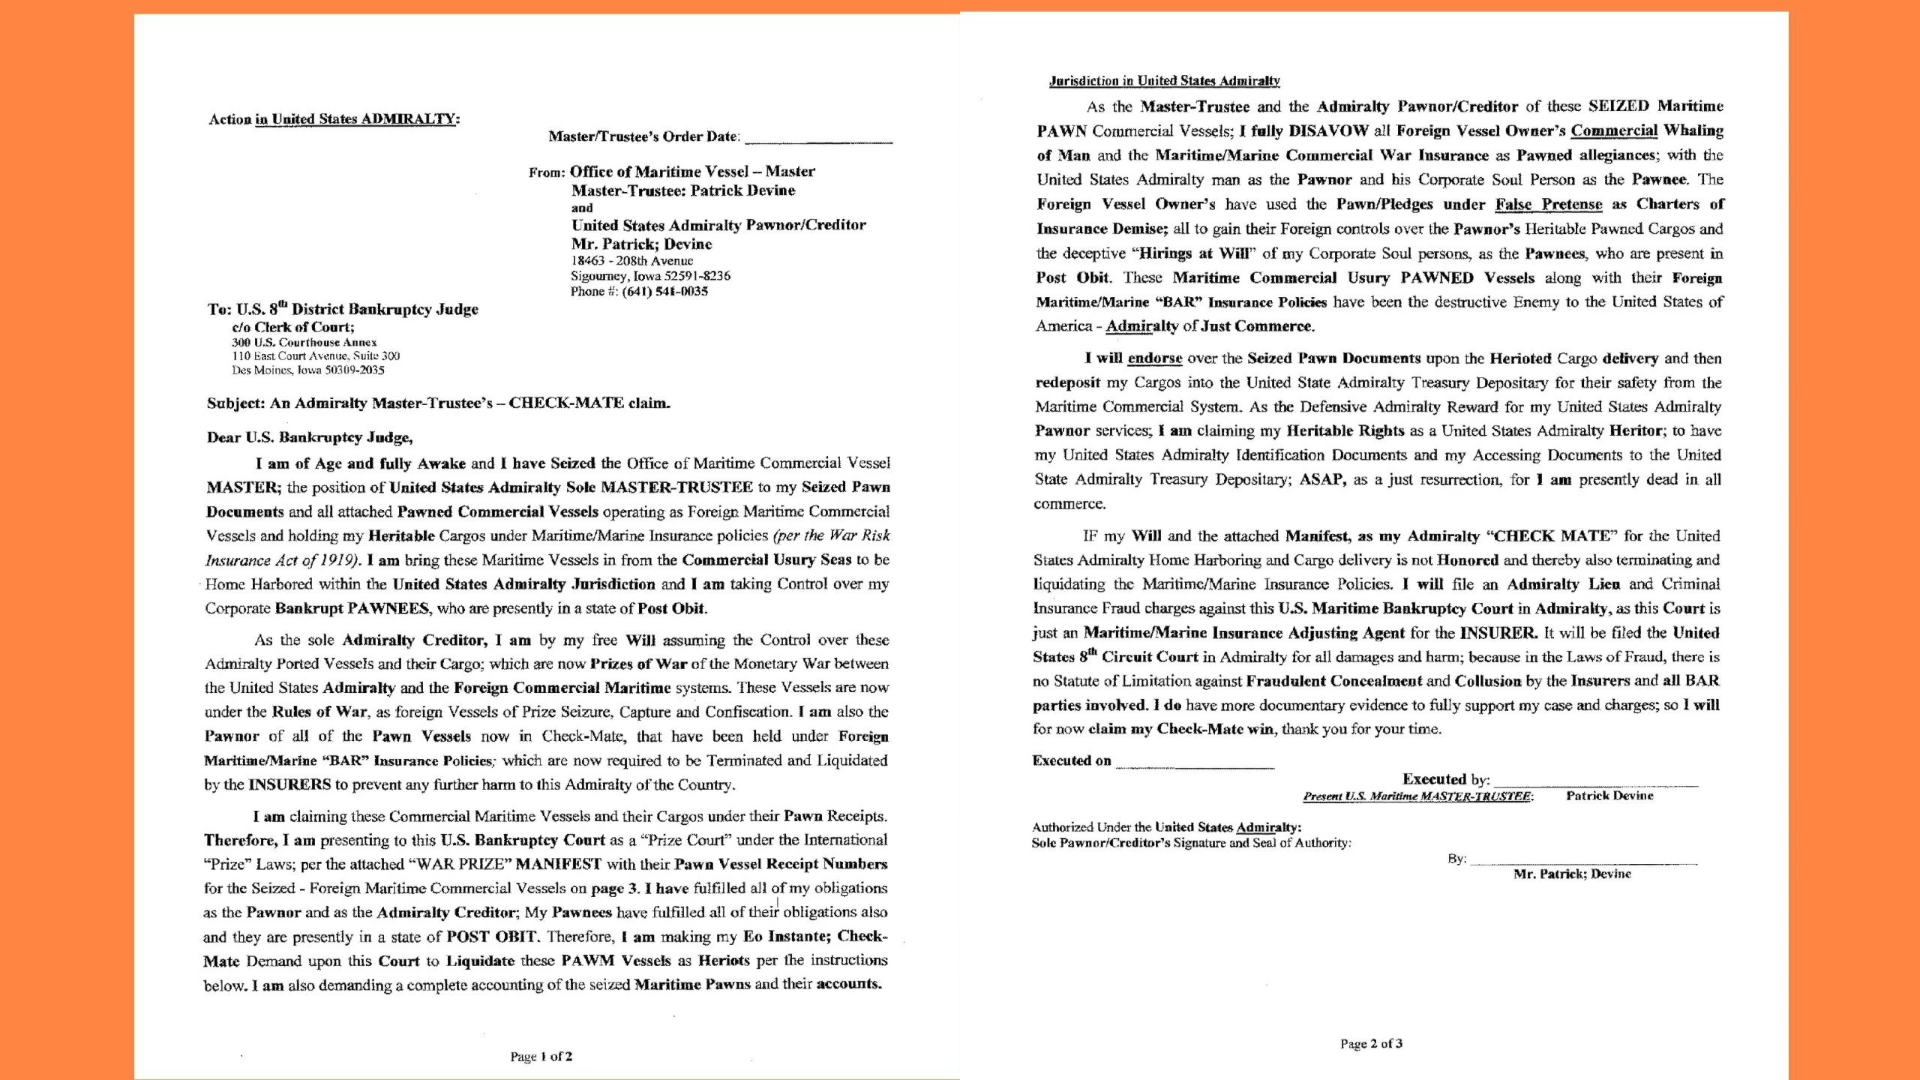 Action in United States ADMIRALTY:
Master/Trustee's Order Date: ____________________
From: Office of Maritime Vessel – Master
Master-Trustee: Patrick Devine
and
United States Admiralty Pawnor/Creditor
Mr. Patrick; Devine
18463 - 208th Avenue
Sigourney, Iowa 52591-8236
Phone #: (641) 541-0035
To: U.S. 8th District Bankruptcy Judge
c/o Clerk of Court;
300 U.S. Courthouse Annex
110 East Court Avenue, Suite 300
Des Moines, Iowa 50309-2035
Subject: An Admiralty Master-Trustee's – CHECK-MATE claim.
Dear U.S. Bankruptcy Judge,
I am of Age and fully Awake and I have Seized the Office of Maritime Commercial Vessel
MASTER; the position of United States Admiralty Sole MASTER-TRUSTEE to my Seized Pawn
Documents and all attached Pawned Commercial Vessels operating as Foreign Maritime Commercial
Vessels and holding my Heritable Cargos under Maritime/Marine Insurance policies (per the War Risk
Insurance Act of 1919). I am bring these Maritime Vessels in from the Commercial Usury Seas to be
Home Harbored within the United States Admiralty Jurisdiction and I am taking Control over my
Corporate Bankrupt PAWNEES, who are presently in a state of Post Obit.
As the sole Admiralty Creditor, I am by my free Will assuming the Control over these
Admiralty Ported Vessels and their Cargo; which are now Prizes of War of the Monetary War between
the United States Admiralty and the Foreign Commercial Maritime systems. These Vessels are now
under the Rules of War, as foreign Vessels of Prize Seizure, Capture and Confiscation. I am also the
Pawnor of all of the Pawn Vessels now in Check-Mate, that have been held under Foreign
Maritime/Marine "BAR" Insurance Policies; which are now required to be Terminated and Liquidated
by the INSURERS to prevent any further harm to this Admiralty of the Country.
I am claiming these Commercial Maritime Vessels and their Cargos under their Pawn Receipts.
Therefore, I am presenting to this U.S. Bankruptcy Court as a "Prize Court" under the International
"Prize" Laws; per the attached "WAR PRIZE" MANIFEST with their Pawn Vessel Receipt Numbers
for the Seized - Foreign Maritime Commercial Vessels on page 3. I have fulfilled all of my obligations
as the Pawnor and as the Admiralty Creditor; My Pawnees have fulfilled all of their obligations also
and they are presently in a state of POST OBIT. Therefore, I am making my Eo Instante; Check-
Mate Demand upon this Court to Liquidate these PAWM Vessels as Heriots per the instructions
below. I am also demanding a complete accounting of the seized Maritime Pawns and their accounts.
Page 1 of 2
Jurisdiction in United States Admiralty
As the Master-Trustee and the Admiralty Pawnor/Creditor of these SEIZED Maritime
PAWN Commercial Vessels; I fully DISAVOW all Foreign Vessel Owner's Commercial Whaling
of Man and the Maritime/Marine Commercial War Insurance as Pawned allegiances; with the
United States Admiralty man as the Pawnor and his Corporate Soul Person as the Pawnee. The
Foreign Vessel Owner's have used the Pawn/Pledges under False Pretense as Charters of
Insurance Demise; all to gain their Foreign controls over the Pawnor's Heritable Pawned Cargos and
the deceptive "Hirings at Will" of my Corporate Soul persons, as the Pawnees, who are present in
Post Obit. These Maritime Commercial Usury PAWNED Vessels along with their Foreign
Maritime/Marine "BAR" Insurance Policies have been the destructive Enemy to the United States of
America - Admiralty of Just Commerce.
I will endorse over the Seized Pawn Documents upon the Herioted Cargo delivery and then
redeposit my Cargos into the United State Admiralty Treasury Depositary for their safety from the
Maritime Commercial System. As the Defensive Admiralty Reward for my United States Admiralty
Pawnor services; I am claiming my Heritable Rights as a United States Admiralty Heritor; to have
my United States Admiralty Identification Documents and my Accessing Documents to the United
State Admiralty Treasury Depositary; ASAP, as a just resurrection, for I am presently dead in all
commerce.
IF my Will and the attached Manifest, as my Admiralty "CHECK MATE" for the United
States Admiralty Home Harboring and Cargo delivery is not Honored and thereby also terminating and
liquidating the Maritime/Marine Insurance Policies. I will file an Admiralty Lien and Criminal
Insurance Fraud charges against this U.S. Maritime Bankruptcy Court in Admiralty, as this Court is
just an Maritime/Marine Insurance Adjusting Agent for the INSURER. It will be filed the United
States 8th Circuit Court in Admiralty for all damages and harm; because in the Laws of Fraud, there is
no Statute of Limitation against Fraudulent Concealment and Collusion by the Insurers and all BAR
parties involved. I do have more documentary evidence to fully support my case and charges; so I will
for now claim my Check-Mate win, thank you for your time.
Executed on ____________________
Executed by: ____________________
Present U.S. Maritime MASTER-TRUSTEE: Patrick Devine
Authorized Under the United States Admiralty:
Sole Pawnor/Creditor's Signature and Seal of Authority:
By: ____________________
Mr. Patrick; Devine
Page 2 of 3